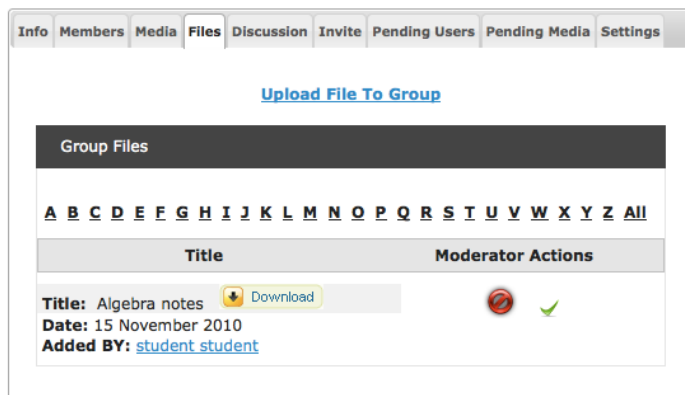 Info Members Media Files Discussion Invite Pending Users Pending Media Settings
Upload File To Group
Group Files
A B C D E F G H I J K L M N O P Q R S T U V W X Y Z All
Title Moderator Actions
Title: Algebra notes Download
Date: 15 November 2010
Added BY: student student